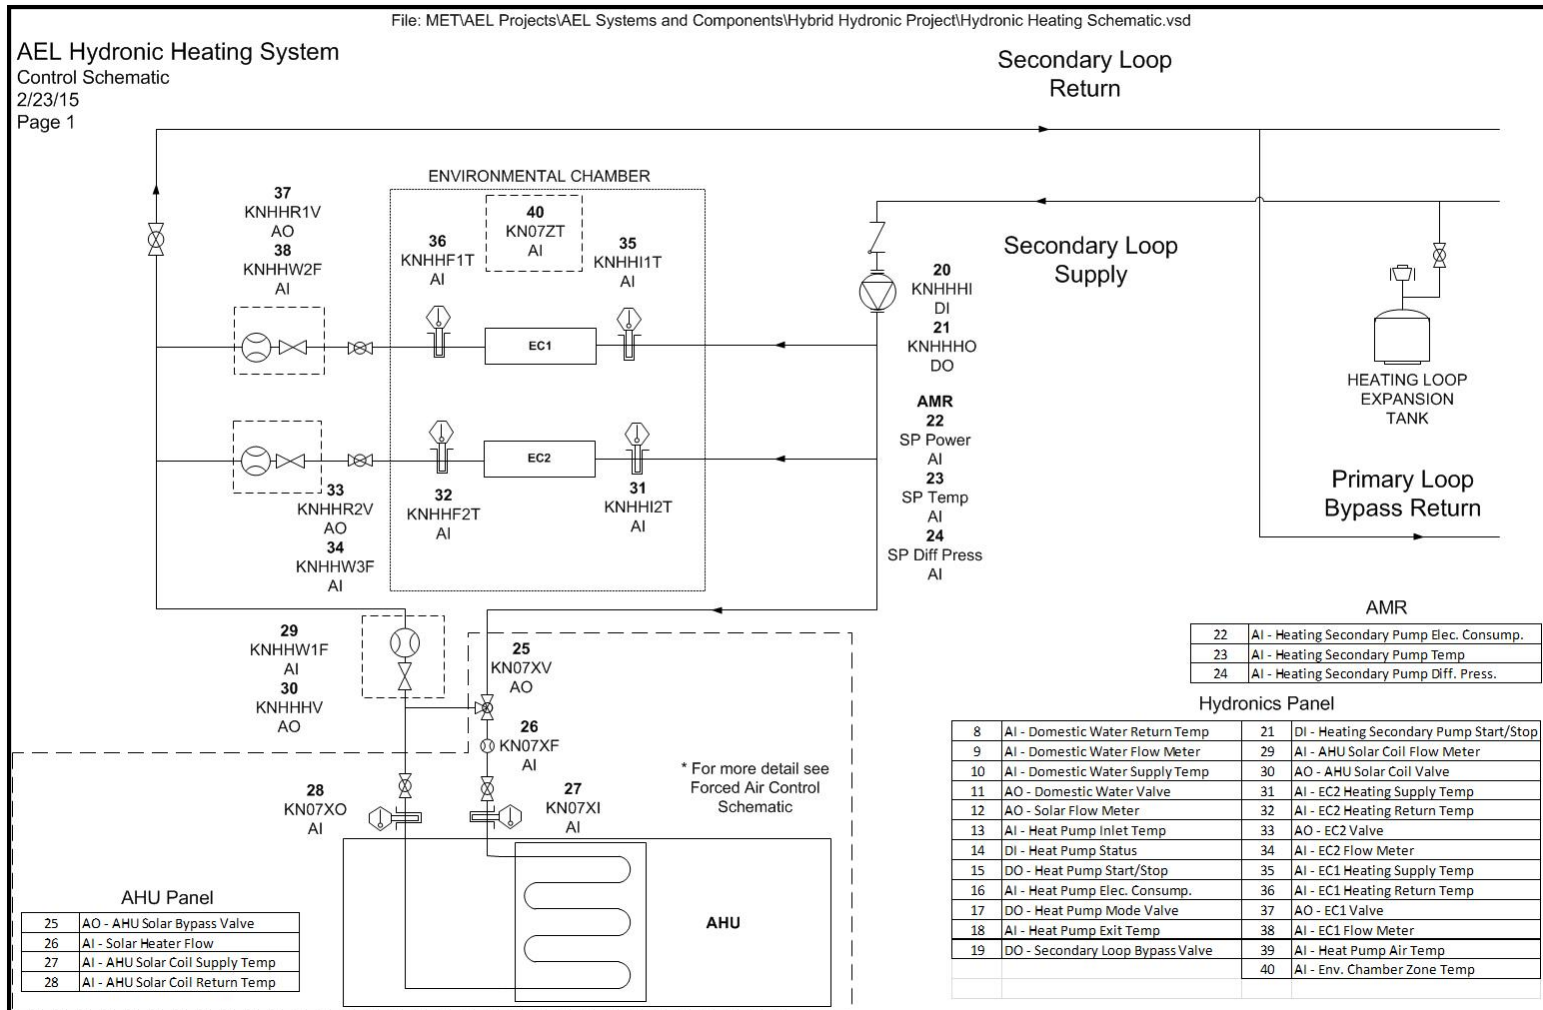 File: MET\AEL Projects\AEL Systems and Components\Hybrid Hydronic Project\Hydronic Heating Schematic.vsd
AEL Hydronic Heating System
Control Schematic
2/23/15
Page 1
Secondary Loop
Return
ENVIRONMENTAL CHAMBER
37
KNHHR1V
AO
38
KNHHW2F
AI
36
KNHHF1T
AI
40
KN07ZT
AI
35
KNHHI1T
AI
Secondary Loop
Supply
20
KNHHHI
DI
21
KNHHHO
DO
EC1
HEATING LOOP
EXPANSION
TANK
AMR
22
SP Power
AI
23
SP Temp
AI
24
SP Diff Press
AI
EC2
33
KNHHR2V
AO
34
KNHHW3F
AI
32
KNHHF2T
AI
31
KNHHI2T
AI
Primary Loop
Bypass Return
29
KNHHW1F
AI
30
KNHHHV
AO
25
KN07XV
AO
26
KN07XF
AI
28
KN07XO
AI
27
KN07XI
AI
* For more detail see
Forced Air Control
Schematic
AHU
AHU Panel
25 AO - AHU Solar Bypass Valve
26 AI - Solar Heater Flow
27 AI - AHU Solar Coil Supply Temp
28 AI - AHU Solar Coil Return Temp
AMR
22 AI - Heating Secondary Pump Elec. Consump.
23 AI - Heating Secondary Pump Temp
24 AI - Heating Secondary Pump Diff. Press.
Hydronics Panel
8 AI - Domestic Water Return Temp 21 DI - Heating Secondary Pump Start/Stop
9 AI - Domestic Water Flow Meter 29 AI - AHU Solar Coil Flow Meter
10 AI - Domestic Water Supply Temp 30 AO - AHU Solar Coil Valve
11 AO - Domestic Water Valve 31 AI - EC2 Heating Supply Temp
12 AO - Solar Flow Meter 32 AI - EC2 Heating Return Temp
13 AI - Heat Pump Inlet Temp 33 AO - EC2 Valve
14 DI - Heat Pump Status 34 AI - EC2 Flow Meter
15 DO - Heat Pump Start/Stop 35 AI - EC1 Heating Supply Temp
16 AI - Heat Pump Elec. Consump. 36 AI - EC1 Heating Return Temp
17 DO - Heat Pump Mode Valve 37 AO - EC1 Valve
18 AI - Heat Pump Exit Temp 38 AI - EC1 Flow Meter
19 DO - Secondary Loop Bypass Valve 39 AI - Heat Pump Air Temp
40 AI - Env. Chamber Zone Temp